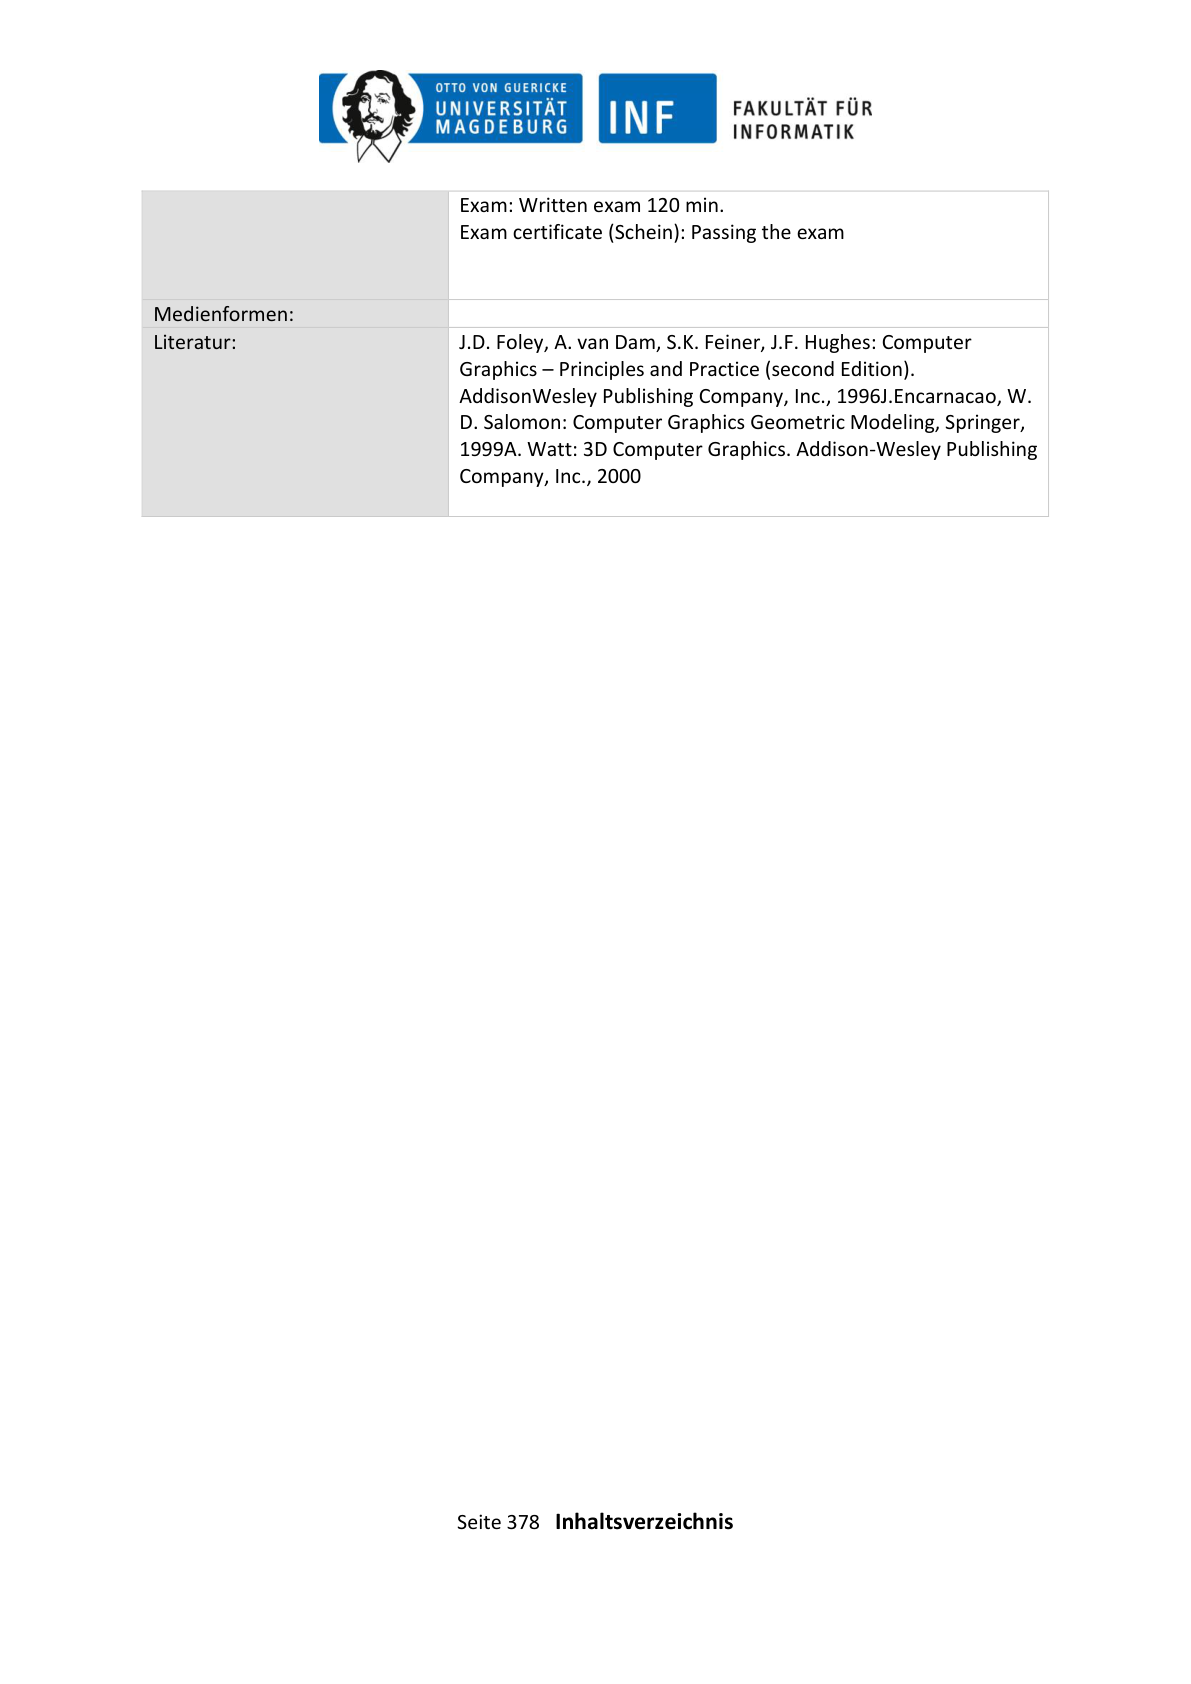 OTTO VON GUERICKE
UNIVERSITÄT
MAGDEBURG
INF
FAKULTÄT FÜR
INFORMATIK
Exam: Written exam 120 min.
Exam certificate (Schein): Passing the exam
Medienformen:
Literatur:
J.D. Foley, A. van Dam, S.K. Feiner, J.F. Hughes: Computer
Graphics – Principles and Practice (second Edition).
AddisonWesley Publishing Company, Inc., 1996J.Encarnacao, W.
D. Salomon: Computer Graphics Geometric Modeling, Springer,
1999A. Watt: 3D Computer Graphics. Addison-Wesley Publishing
Company, Inc., 2000
Seite 378 Inhaltsverzeichnis